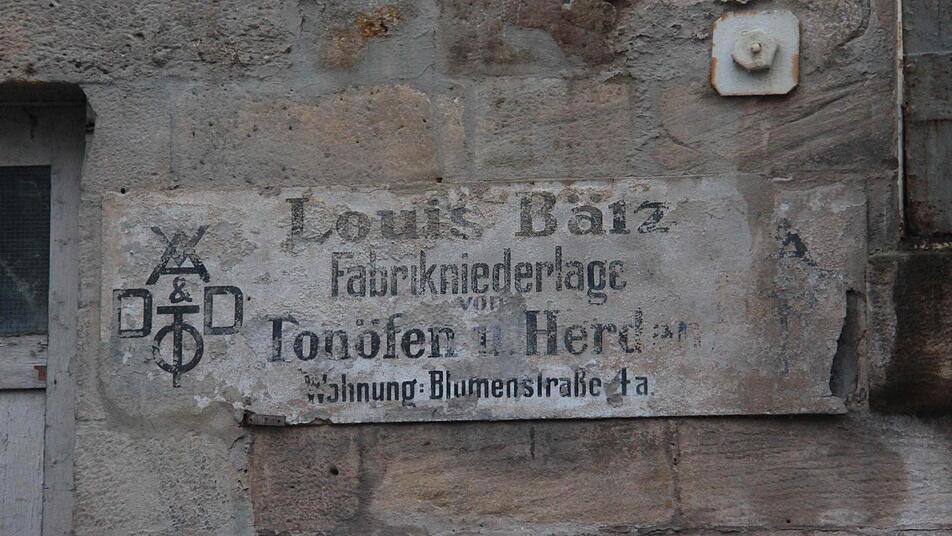 Louis Bätz
Fabrikniederlage
von
Tonöfen u. Herden
Wohnung: Blumenstraße 4a.